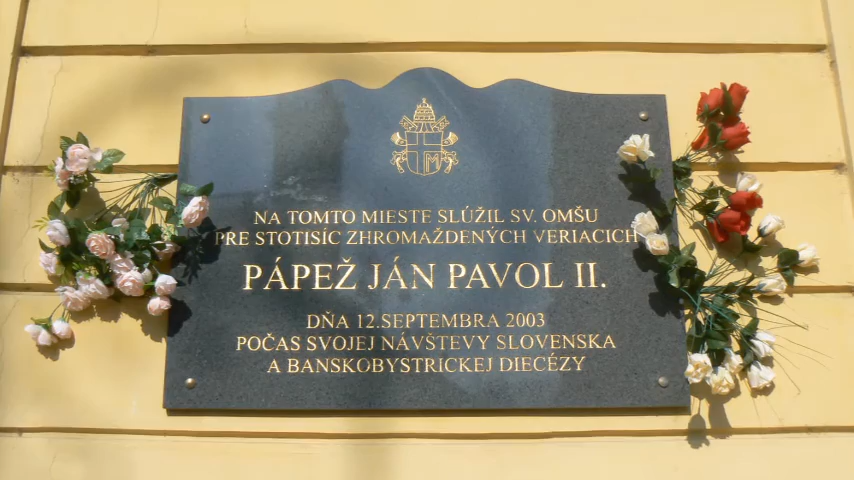 NA TOMTO MIESTE SLÚŽIL SV. OMŠU
PRE STOTISÍC ZHROMAŽDENÝCH VERIACICH
PÁPEŽ JÁN PAVOL II.
DŇA 12.SEPTEMBRA 2003
POČAS SVOJEJ NÁVŠTEVY SLOVENSKA
A BANSKOBYSTRICKEJ DIECÉZY